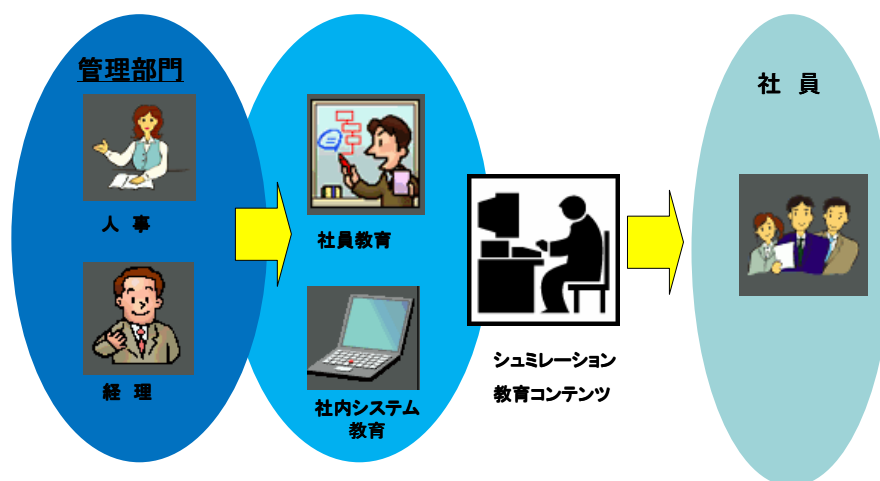 管理部門
人 事
経 理
社員教育
社内システム
教育
シュミレーション
教育コンテンツ
社 員